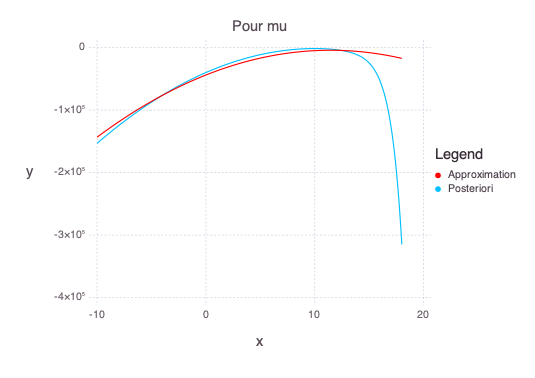 Pour mu
0
-1×10⁵
-2×10⁵
-3×10⁵
-4×10⁵
y
-10 0 10 20
x
Legend
Approximation
Posteriori